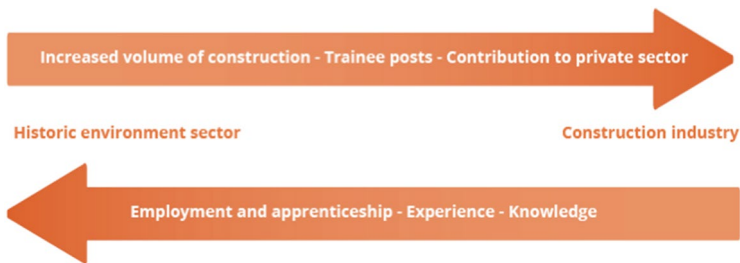 Increased volume of construction - Trainee posts - Contribution to private sector
Historic environment sector
Construction industry
Employment and apprenticeship - Experience - Knowledge